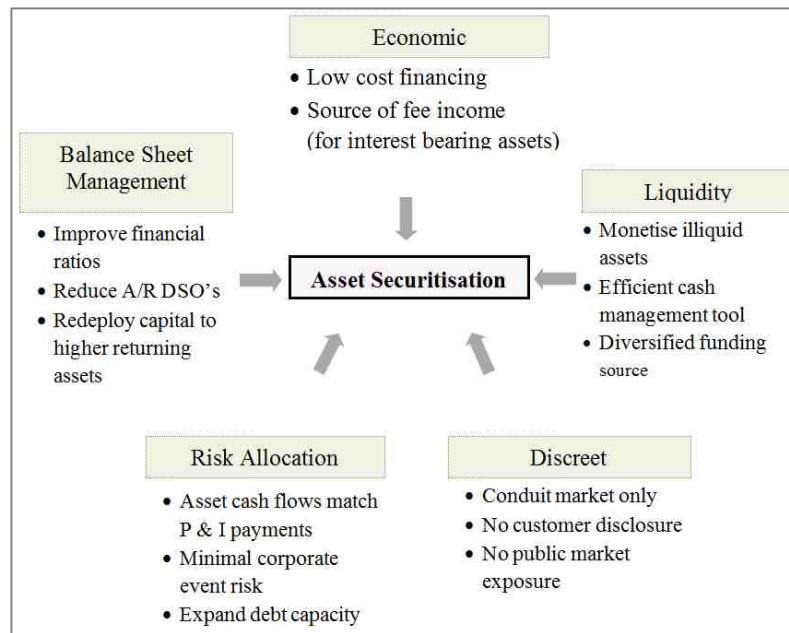 Economic
• Low cost financing
• Source of fee income
(for interest bearing assets)
Balance Sheet
Management
• Improve financial
ratios
• Reduce A/R DSO's
• Redeploy capital to
higher returning
assets
Asset Securitisation
Liquidity
• Monetise illiquid
assets
• Efficient cash
management tool
• Diversified funding
source
Risk Allocation
• Asset cash flows match
P & I payments
• Minimal corporate
event risk
• Expand debt capacity
Discreet
• Conduit market only
• No customer disclosure
• No public market
exposure